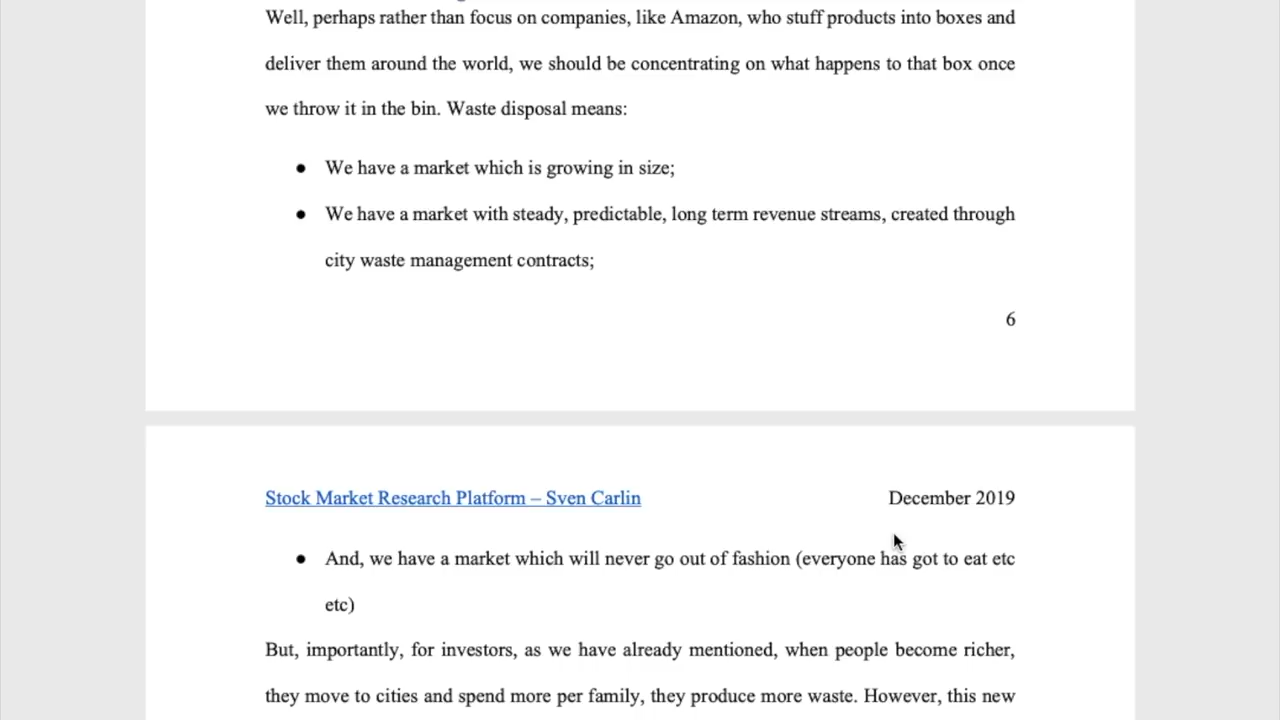 Well, perhaps rather than focus on companies, like Amazon, who stuff products into boxes and
deliver them around the world, we should be concentrating on what happens to that box once
we throw it in the bin. Waste disposal means:
● We have a market which is growing in size;
● We have a market with steady, predictable, long term revenue streams, created through
city waste management contracts;
6
Stock Market Research Platform – Sven Carlin December 2019
● And, we have a market which will never go out of fashion (everyone has got to eat etc
etc)
But, importantly, for investors, as we have already mentioned, when people become richer,
they move to cities and spend more per family, they produce more waste. However, this new